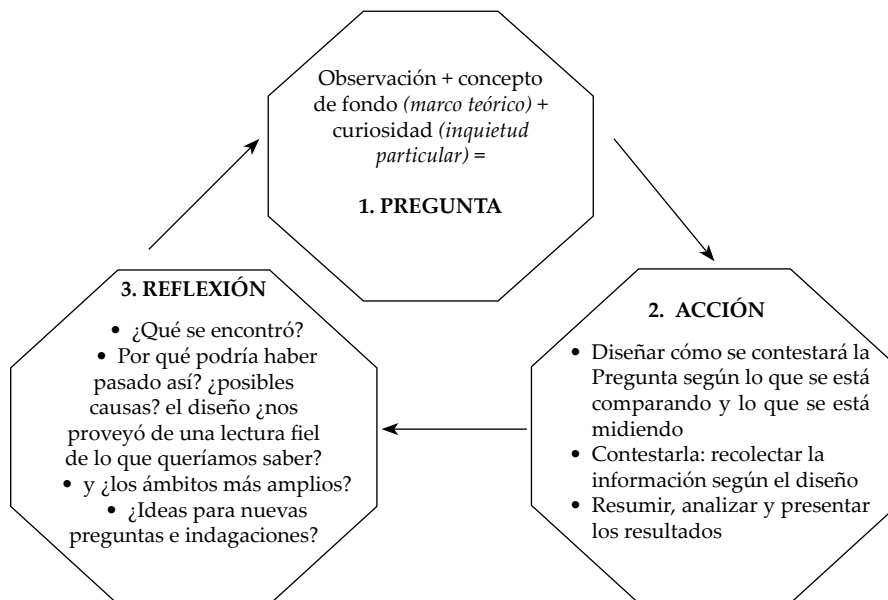 Observación + concepto
de fondo (marco teórico) +
curiosidad (inquietud
particular) =
1. PREGUNTA
2. ACCIÓN
• Diseñar cómo se contestará la
Pregunta según lo que se está
comparando y lo que se está
midiendo
• Contestarla: recolectar la
información según el diseño
• Resumir, analizar y presentar
los resultados
3. REFLEXIÓN
• ¿Qué se encontró?
• Por qué podría haber
pasado así? ¿posibles
causas? el diseño ¿nos
proveyó de una lectura fiel
de lo que queríamos saber?
• y ¿los ámbitos más amplios?
• ¿Ideas para nuevas
preguntas e indagaciones?